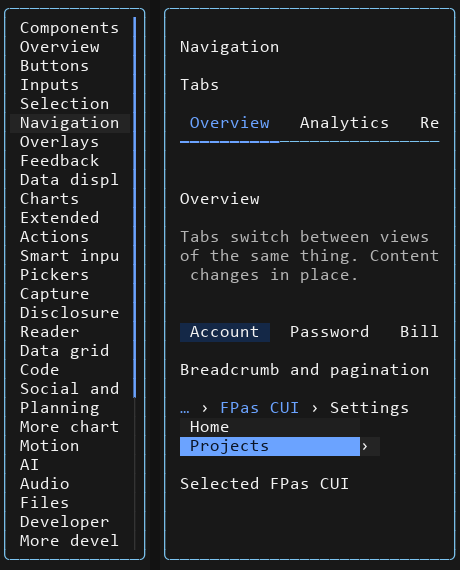 Components
Overview
Buttons
Inputs
Selection
Navigation
Overlays
Feedback
Data displ
Charts
Extended
Actions
Smart inpu
Pickers
Capture
Disclosure
Reader
Data grid
Code
Social and
Planning
More chart
Motion
AI
Audio
Files
Developer
More devel
Navigation
Tabs
Overview Analytics Re
Overview
Tabs switch between views
of the same thing. Content
changes in place.
Account Password Bill
Breadcrumb and pagination
… › FPas CUI › Settings
Home
Projects ›
Selected FPas CUI